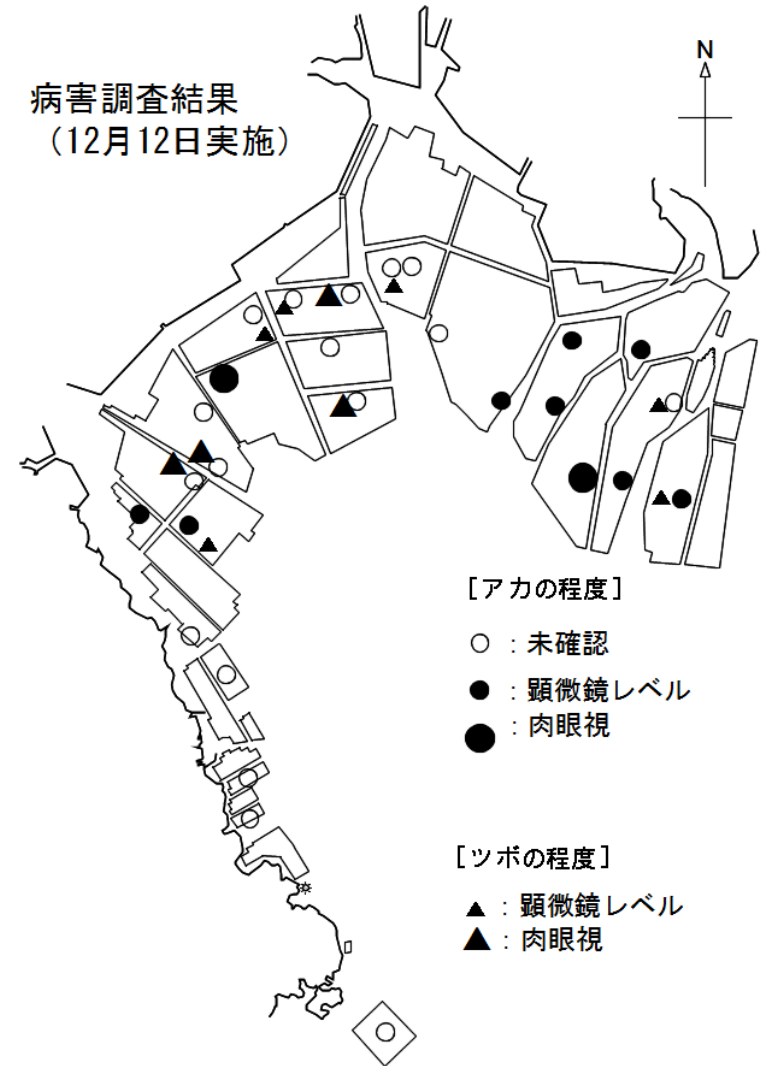 病害調査結果
（12月12日実施）
N
［アカの程度］
○：未確認
●：顕微鏡レベル
●：肉眼視
［ツボの程度］
▲：顕微鏡レベル
▲：肉眼視